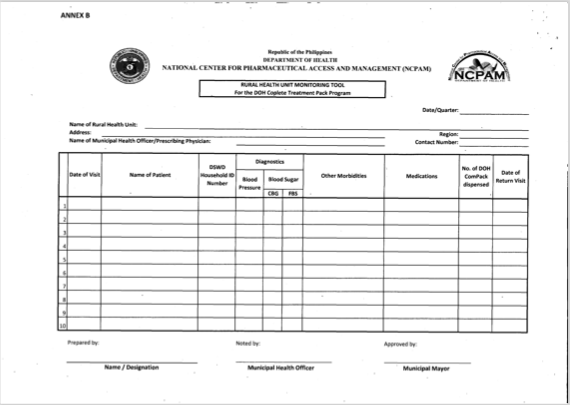 ANNEX B
Republic of the Philippines
DEPARTMENT OF HEALTH
NATIONAL CENTER FOR PHARMACEUTICAL ACCESS AND MANAGEMENT (NCPAM)
NCPAM
RURAL HEALTH UNIT MONITORING TOOL
For the DOH Coplete Treatment Pack Program
Date/Quarter:
Name of Rural Health Unit:
Address:
Region:
Name of Municipal Health Officer/Prescribing Physician:
Contact Number:
Date of Visit
Name of Patient
DSWD
Household ID
Number
Diagnostics
Blood
Pressure
Blood Sugar
CBG
FBS
Other Morbidities
Medications
No. of DOH
ComPack
dispensed
Date of
Return Visit
1
2
3
4
5
6
7
8
9
10
Prepared by:
Noted by:
Approved by:
Name / Designation
Municipal Health Officer
Municipal Mayor